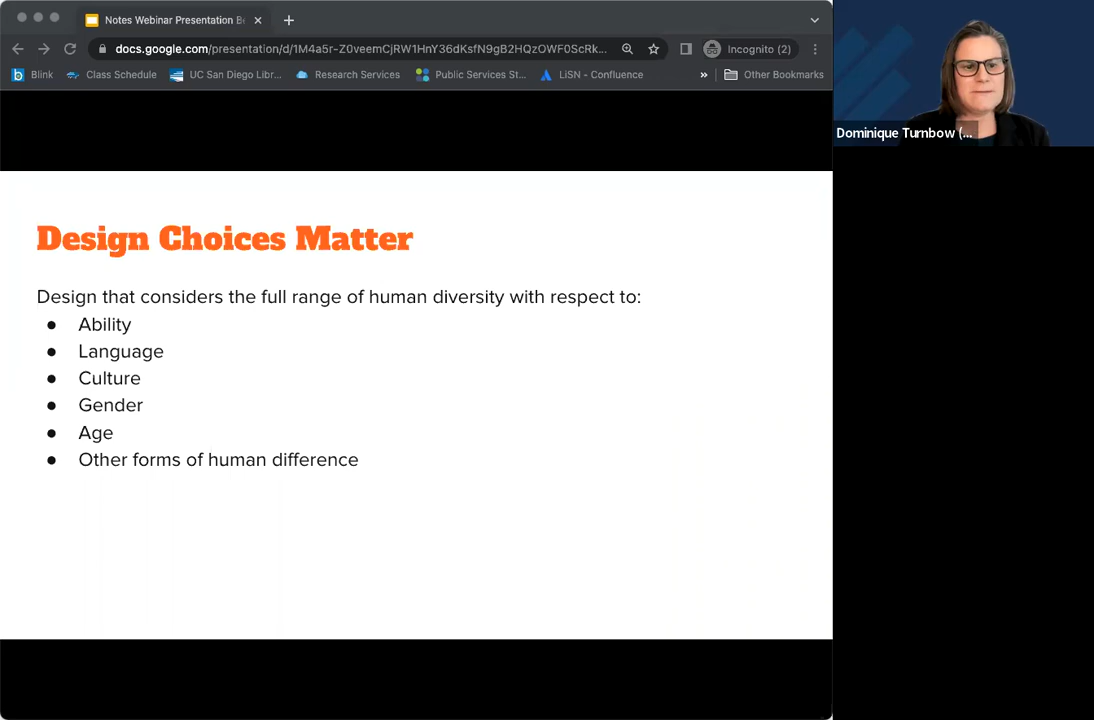 Notes Webinar Presentation Be
docs.google.com/presentation/d/1M4a5r-Z0veemCjRW1HnY36dKsfN9gB2HQzOWF0ScRk...
Incognito (2)
Blink
Class Schedule
UC San Diego Libr...
Research Services
Public Services St...
LiSN - Confluence
»
Other Bookmarks
Dominique Turnbow (...
Design Choices Matter
Design that considers the full range of human diversity with respect to:
● Ability
● Language
● Culture
● Gender
● Age
● Other forms of human difference